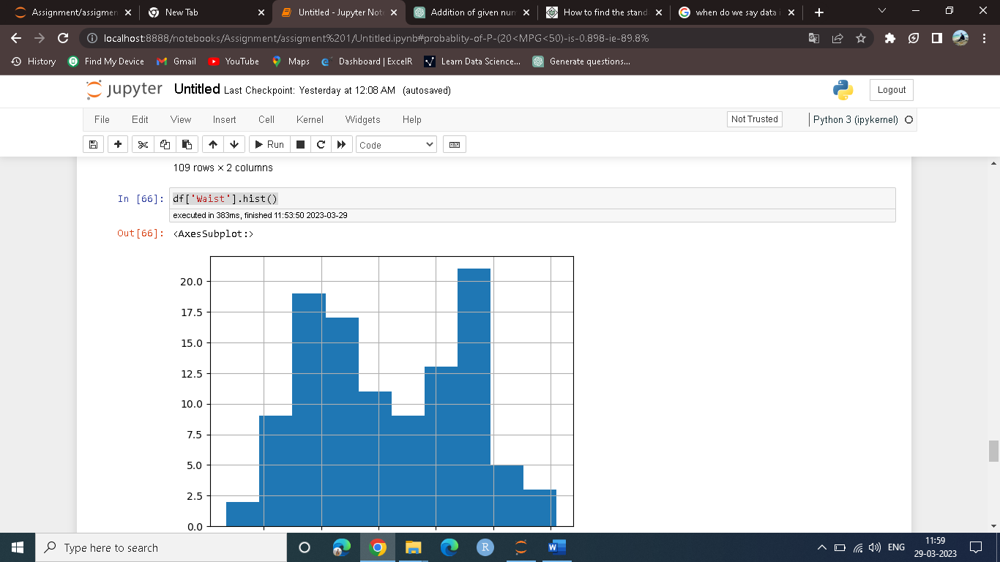 Assignment/assigmen
New Tab
Untitled - Jupyter Note
Addition of given num
How to find the stand
when do we say data i
localhost:8888/notebooks/Assignment/assigment%201/Untitled.ipynb#probablity-of-P-(20<MPG<50)-is-0.898-ie-89.8%
History
Find My Device
Gmail
YouTube
Maps
Dashboard | ExcelR
Learn Data Science...
Generate questions...
jupyter
Untitled Last Checkpoint: Yesterday at 12:08 AM (autosaved)
Logout
File Edit View Insert Cell Kernel Widgets Help
Not Trusted
Python 3 (ipykernel)
Run
Code
109 rows × 2 columns
In [66]: df['Waist'].hist()
executed in 383ms, finished 11:53:50 2023-03-29
Out[66]: <AxesSubplot:>
20.0
17.5
15.0
12.5
10.0
7.5
5.0
2.5
0.0
Type here to search
R
W
ENG
11:59
29-03-2023